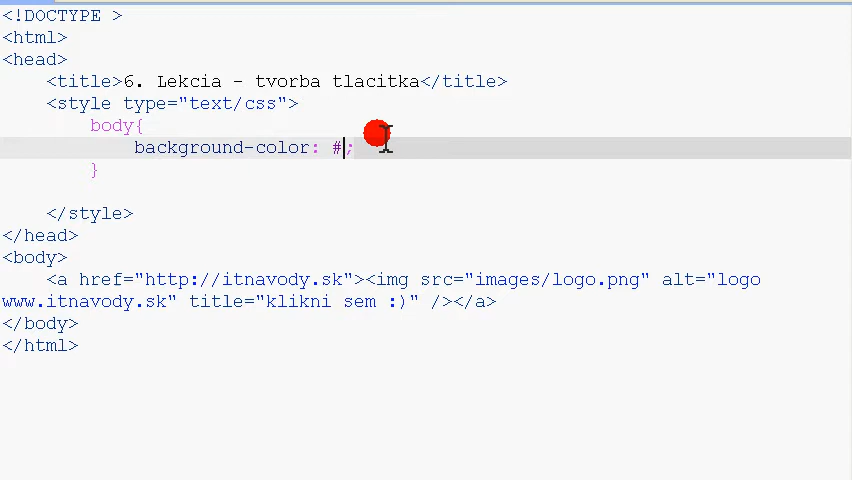 <!DOCTYPE >
<html>
<head>
<title>6. Lekcia - tvorba tlacitka</title>
<style type="text/css">
body{
background-color: #;
}
</style>
</head>
<body>
<a href="http://itnavody.sk"><img src="images/logo.png" alt="logo
www.itnavody.sk" title="klikni sem :)" /></a>
</body>
</html>